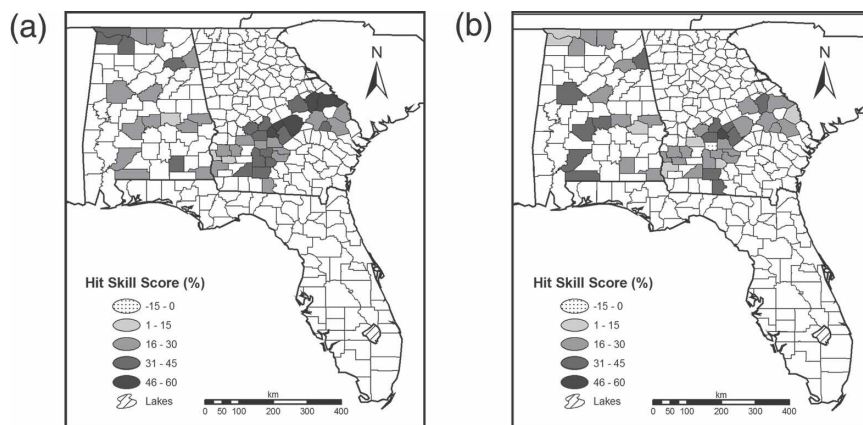 (a)
N
Hit Skill Score (%)
-15 - 0
1 - 15
16 - 30
31 - 45
46 - 60
Lakes
km
0 50 100 200 300 400
(b)
N
Hit Skill Score (%)
-15 - 0
1 - 15
16 - 30
31 - 45
46 - 60
Lakes
km
0 50 100 200 300 400